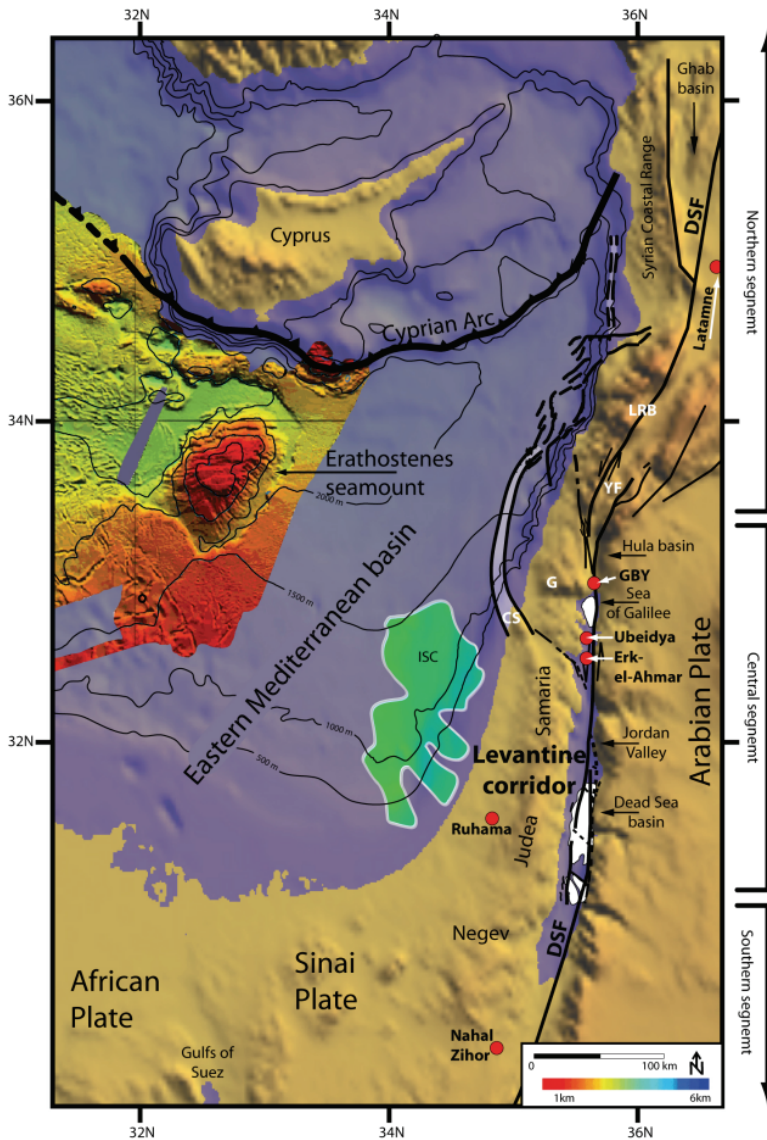 32N
34N
36N
36N
Ghab
basin
Syrian Coastal Range
DSF
Northern segnemt
Cyprus
Latamne
Cyprian Arc
34N
LRB
Erathostenes
seamount
2000 m
YF
Hula basin
1500 m
G
GBY
Sea
of Galilee
CS
Ubeidya
ISC
Erk-
el-Ahmar
Eastern Mediterranean basin
Samaria
Arabian Plate
Central segnemt
32N
1000 m
500 m
Jordan
Valley
Levantine
corridor
Dead Sea
basin
Ruhama
Judea
Negev
DSF
African
Plate
Sinai
Plate
Southern segnemt
Nahal
Zihor
Gulfs of
Suez
0
100 km
N
1km
6km
32N
34N
36N